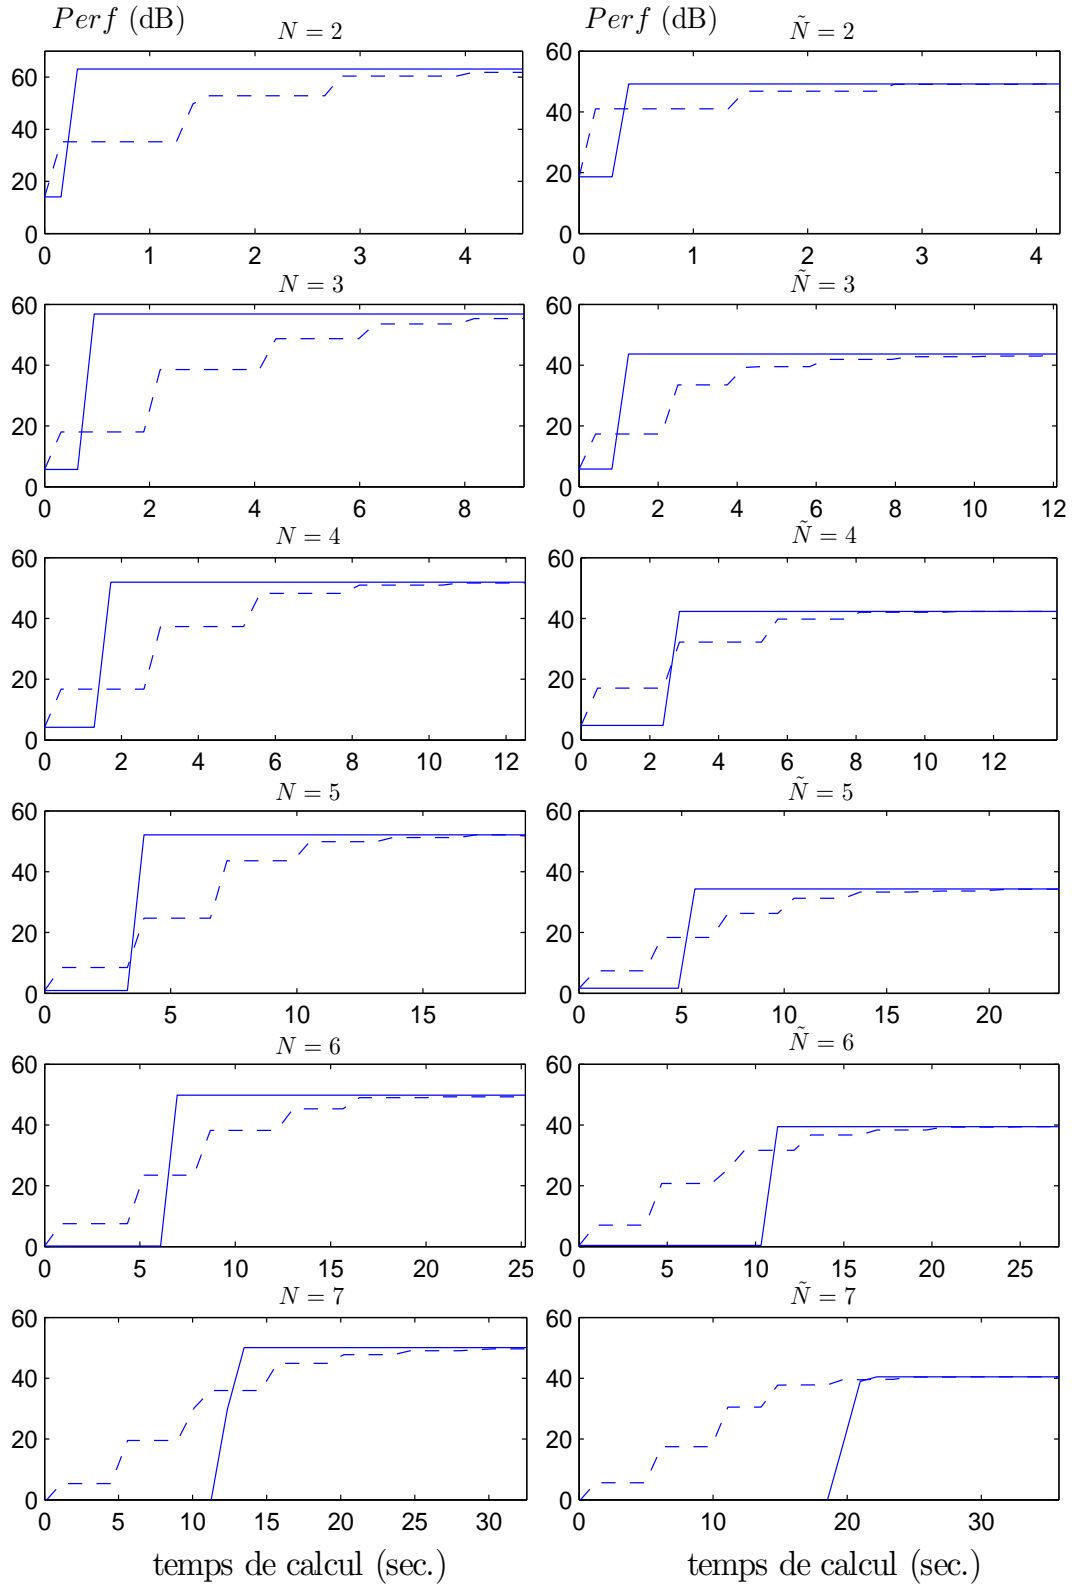 Perf (dB)
N = 2
60
40
20
0
0 1 2 3 4
Perf (dB)
Ñ = 2
60
40
20
0
0 1 2 3 4
N = 3
60
40
20
0
0 2 4 6 8
Ñ = 3
60
40
20
0
0 2 4 6 8 10 12
N = 4
60
40
20
0
0 2 4 6 8 10 12
Ñ = 4
60
40
20
0
0 2 4 6 8 10 12
N = 5
60
40
20
0
0 5 10 15
Ñ = 5
60
40
20
0
0 5 10 15 20
N = 6
60
40
20
0
0 5 10 15 20 25
Ñ = 6
60
40
20
0
0 5 10 15 20 25
N = 7
60
40
20
0
0 5 10 15 20 25 30
temps de calcul (sec.)
Ñ = 7
60
40
20
0
0 10 20 30
temps de calcul (sec.)